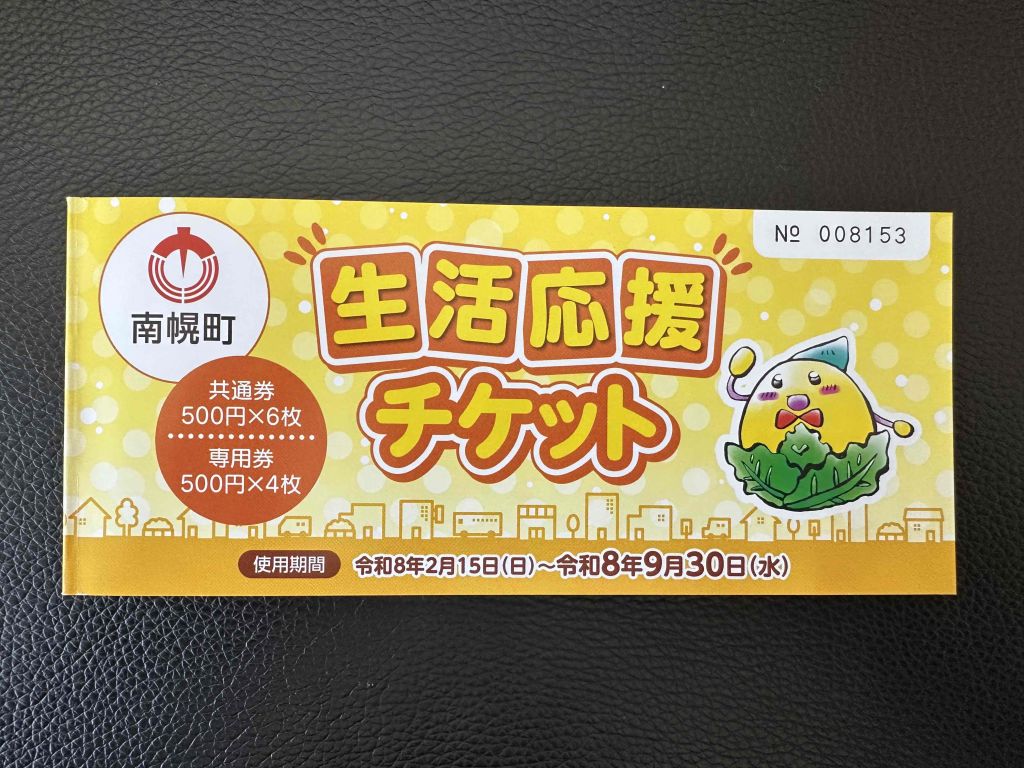 南幌町
№ 008153
生活応援
チケット
共通券
500円×6枚
専用券
500円×4枚
使用期間 令和8年2月15日(日)～令和8年9月30日(水)